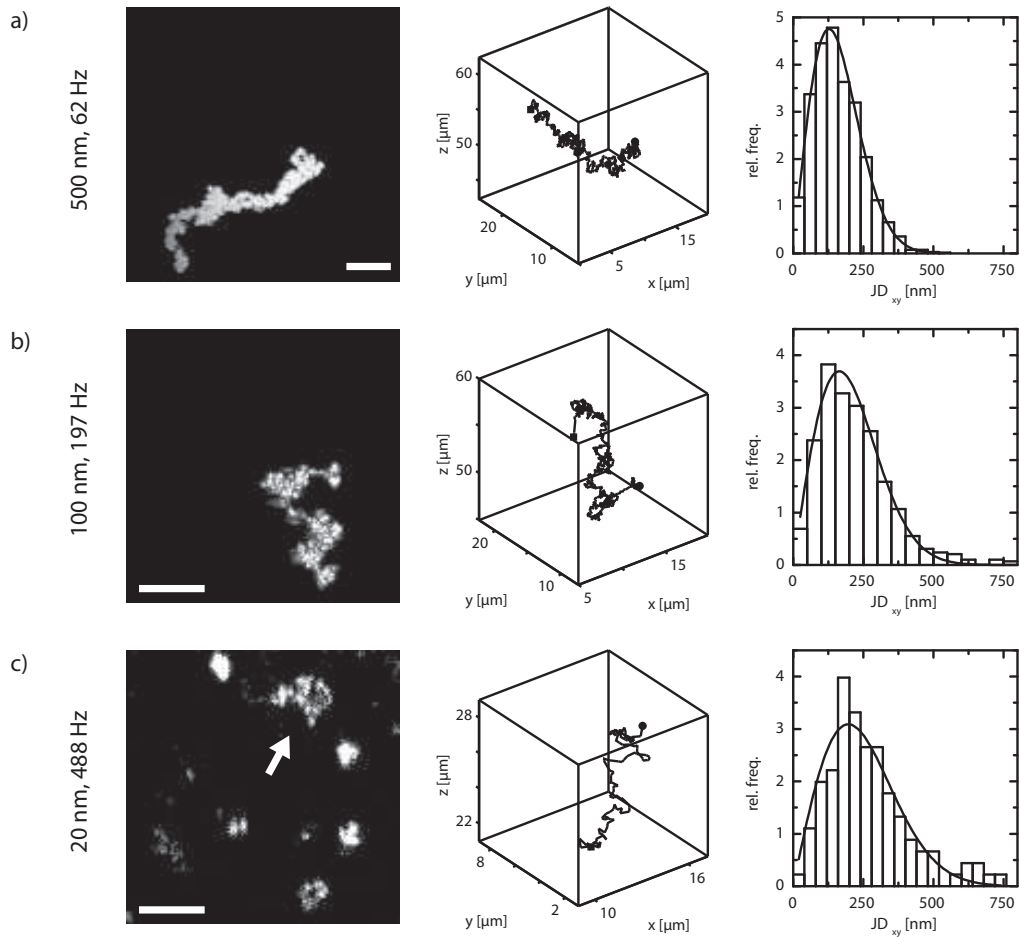 a)
500 nm, 62 Hz
60
50
z [µm]
20
10
y [µm]
5
15
x [µm]
5
4
3
2
1
0
rel. freq.
0 250 500 750
JD xy [nm]
b)
100 nm, 197 Hz
60
50
z [µm]
20
10
y [µm]
5
15
x [µm]
4
3
2
1
0
rel. freq.
0 250 500 750
JD xy [nm]
c)
20 nm, 488 Hz
28
22
z [µm]
8
2
y [µm]
10
16
x [µm]
5
4
3
2
1
0
rel. freq.
0 250 500 750
JD xy [nm]